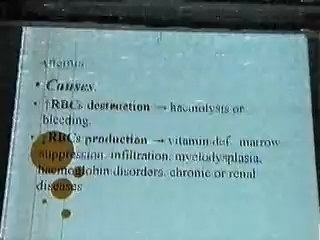 Anemia
• Causes.
• ↑RBCs destruction → haemolysis or
bleeding.
• ↓RBCs production → vitamin def. marrow
suppression, infiltration, myelodysplasia,
haemoglobin disorders, chronic or renal
diseases